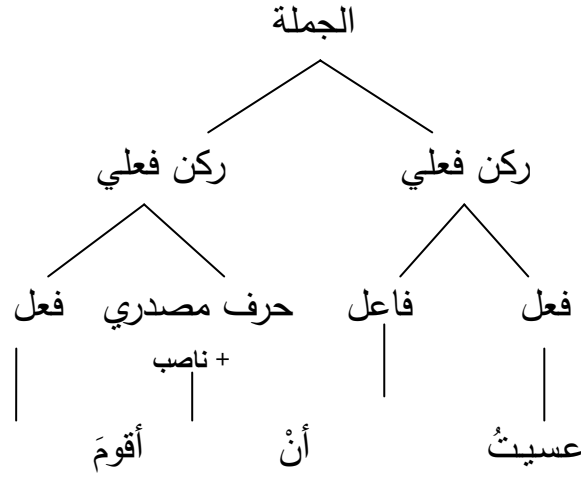 الجملة
ركن فعلي ركن فعلي
فعل فاعل حرف مصدري فعل
+ ناصب
عسيتُ أنْ أقومَ